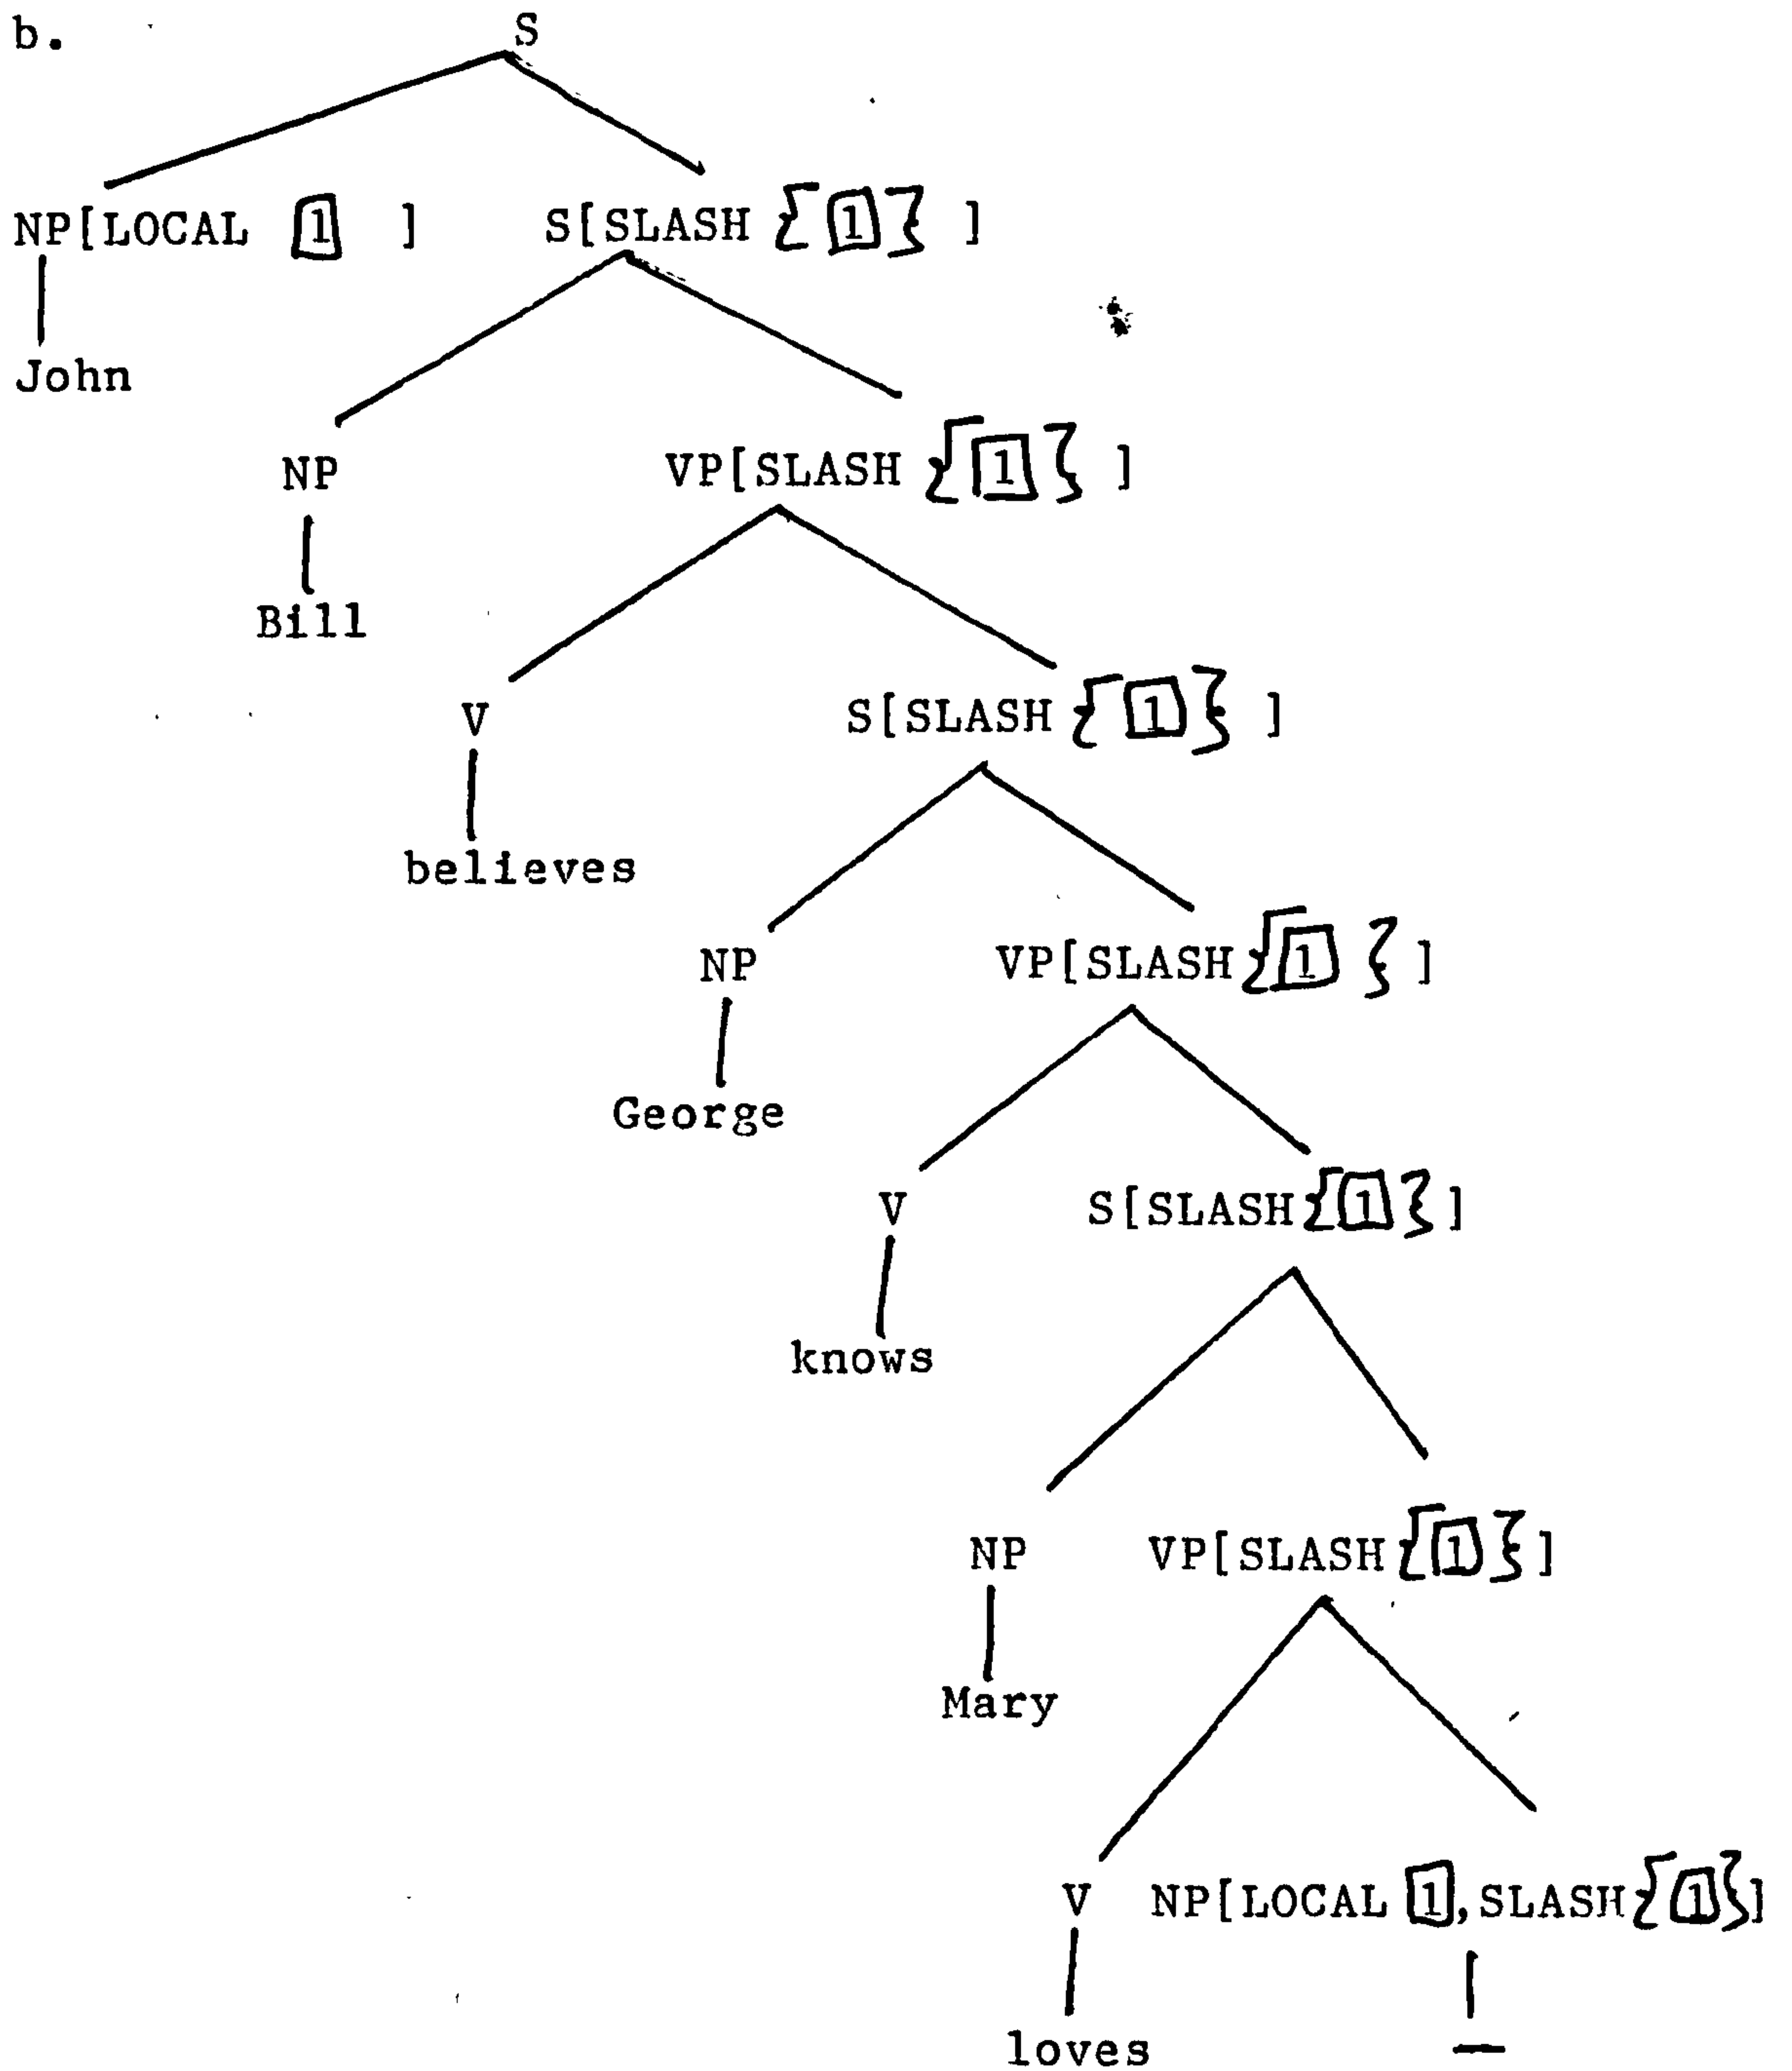 b. S
NP[LOCAL 1 ] S[SLASH {1} ]
John
NP VP[SLASH {1} ]
Bill
V S[SLASH {1} ]
believes
NP VP[SLASH {1} ]
George
V S[SLASH {1} ]
knows
NP VP[SLASH {1} ]
Mary
V NP[LOCAL 1, SLASH {1}]
loves —